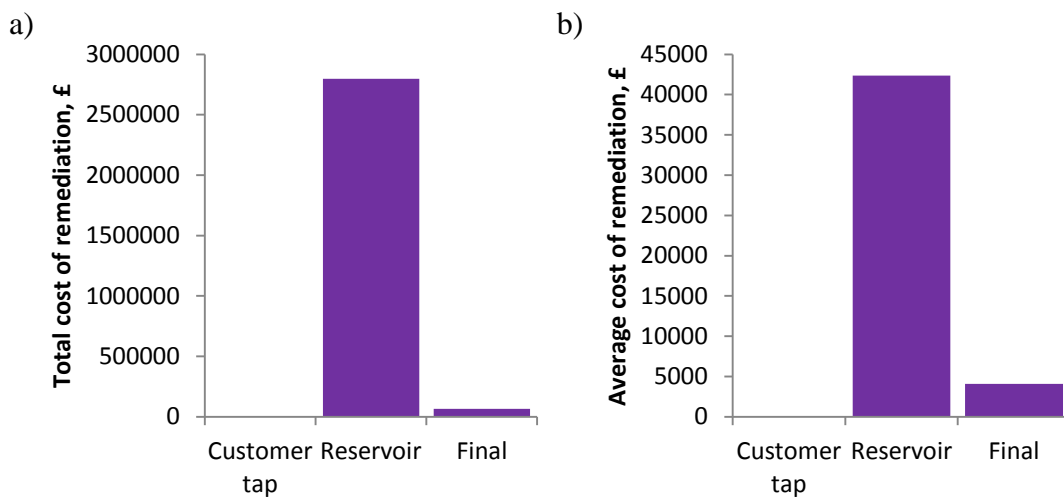 a)
Total cost of remediation, £
3000000
2500000
2000000
1500000
1000000
500000
0
Customer tap
Reservoir
Final
b)
Average cost of remediation, £
45000
40000
35000
30000
25000
20000
15000
10000
5000
0
Customer tap
Reservoir
Final